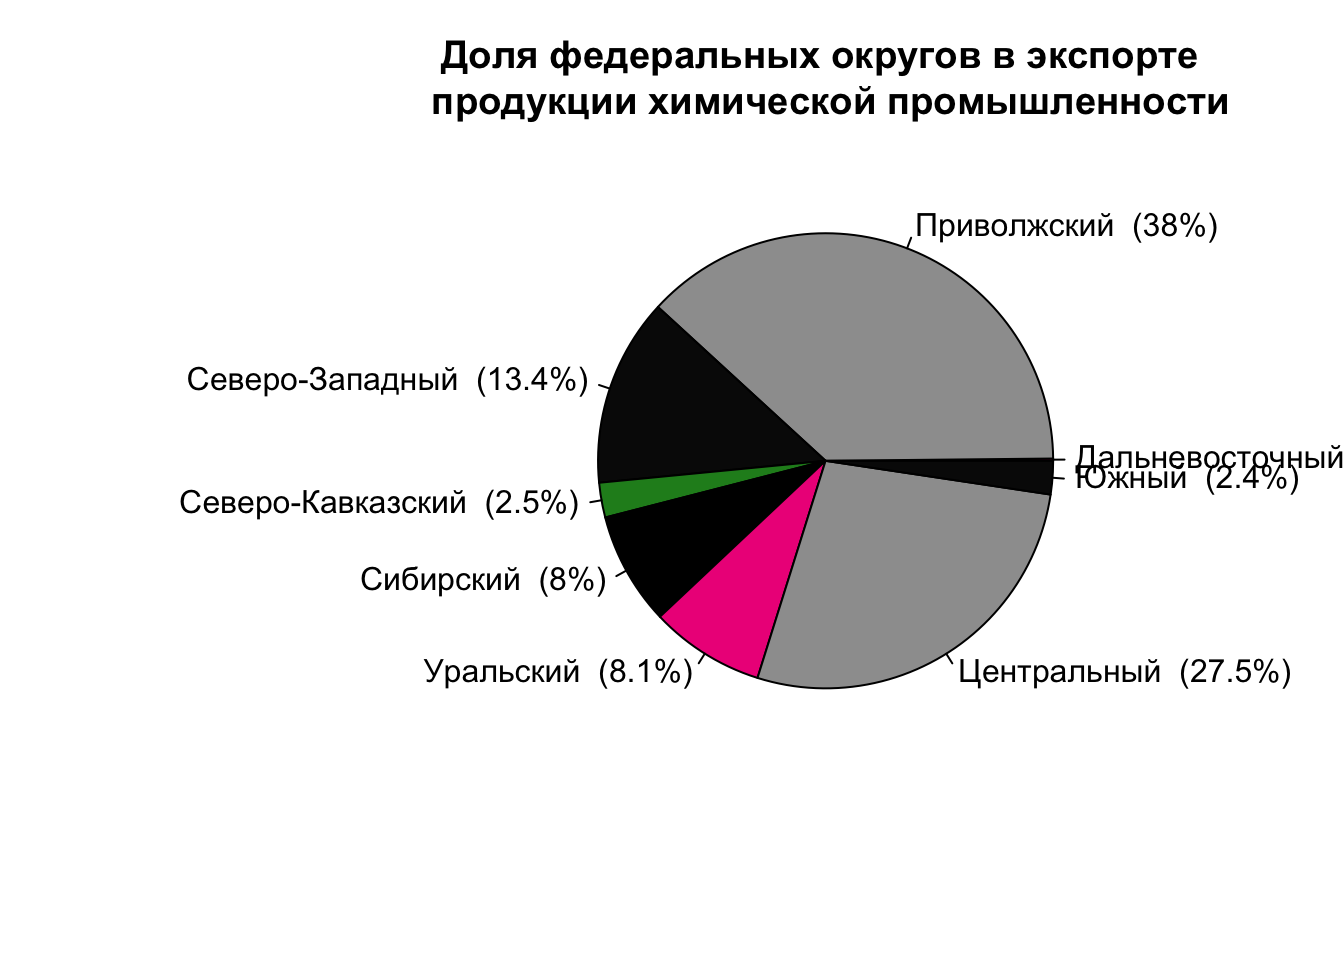 Доля федеральных округов в экспорте
продукции химической промышленности
Приволжский (38%)
Северо-Западный (13.4%)
Дальневосточный
Южный (2.4%)
Северо-Кавказский (2.5%)
Сибирский (8%)
Уральский (8.1%)
Центральный (27.5%)